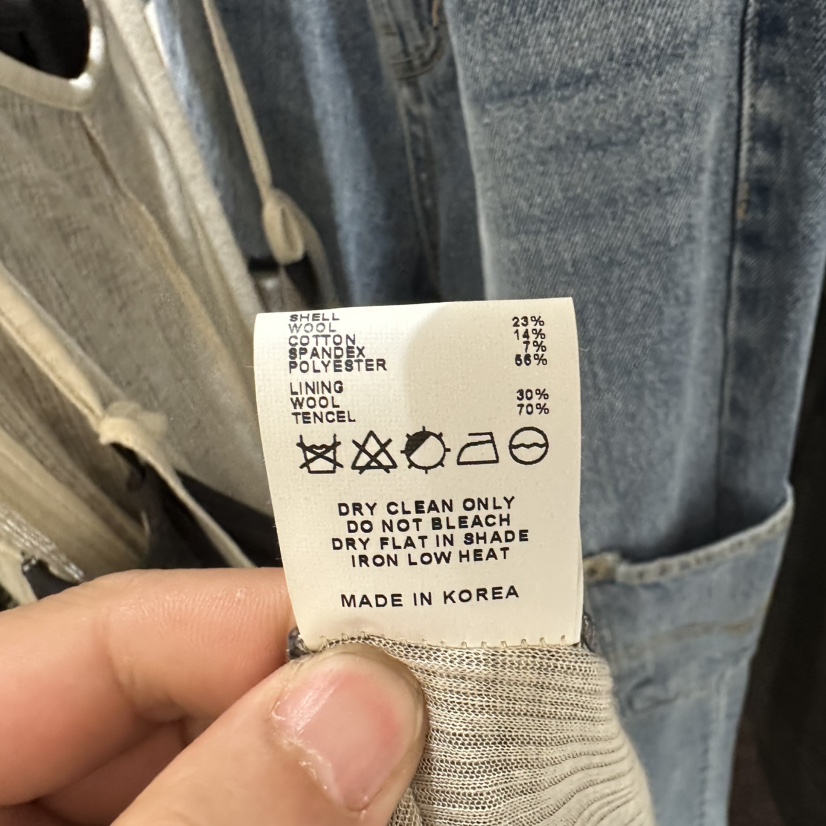 SHELL
WOOL 23%
COTTON 14%
SPANDEX 7%
POLYESTER 56%
LINING
WOOL 30%
TENCEL 70%
DRY CLEAN ONLY
DO NOT BLEACH
DRY FLAT IN SHADE
IRON LOW HEAT
MADE IN KOREA